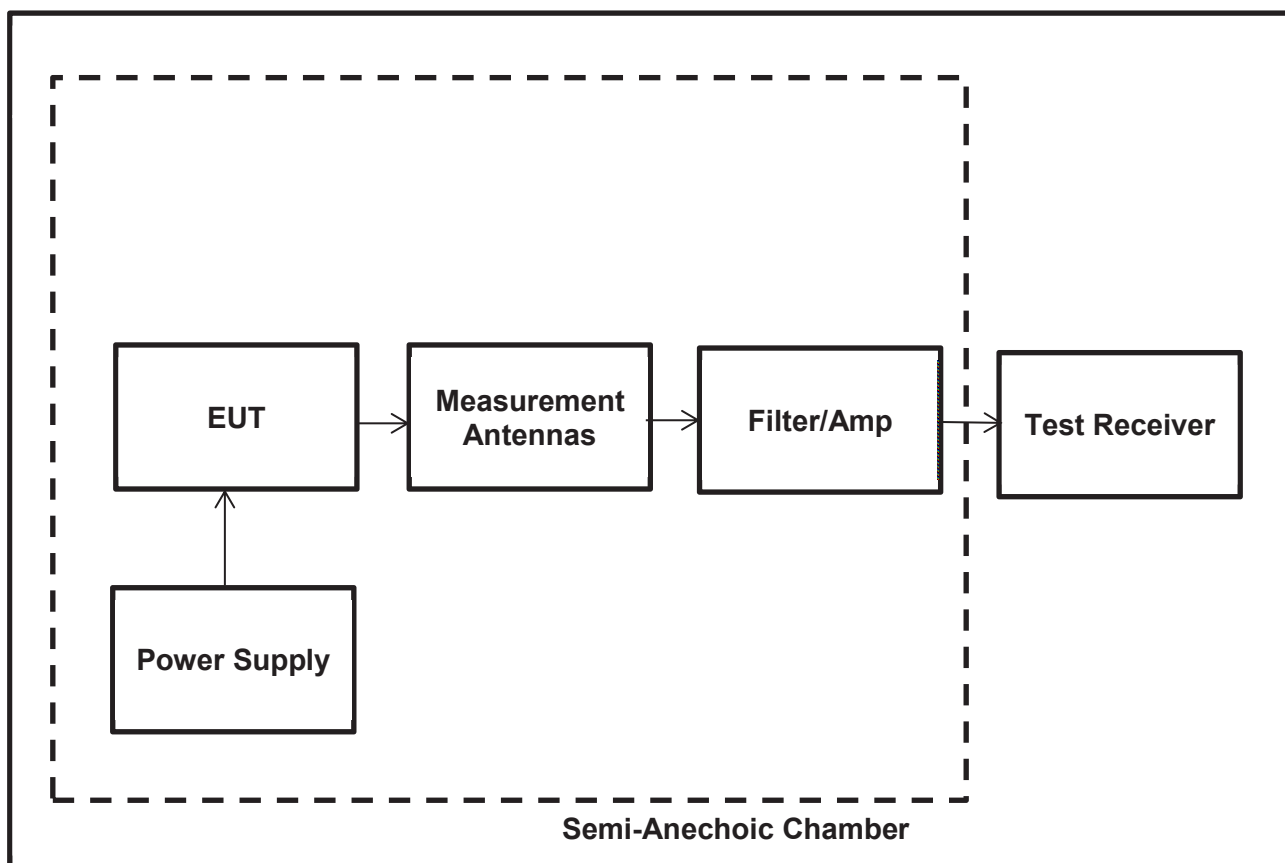 EUT
Measurement
Antennas
Filter/Amp
Test Receiver
Power Supply
Semi-Anechoic Chamber